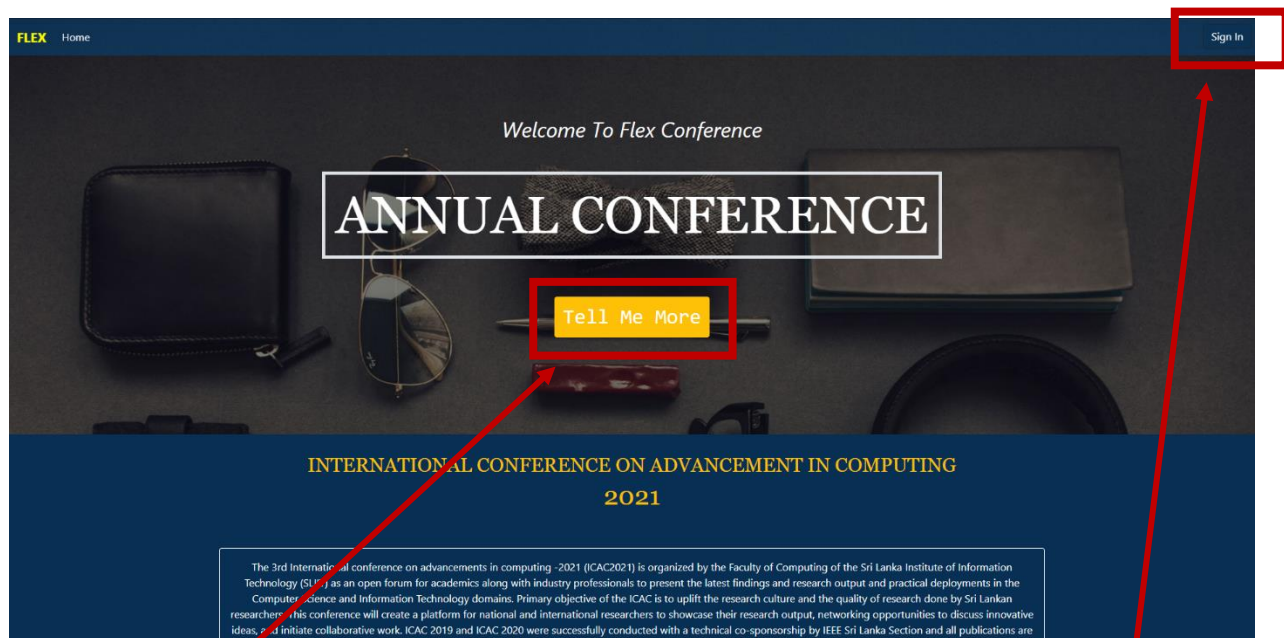 FLEX Home Sign In
Welcome To Flex Conference
ANNUAL CONFERENCE
Tell Me More
INTERNATIONAL CONFERENCE ON ADVANCEMENT IN COMPUTING
2021
The 3rd International conference on advancements in computing -2021 (ICAC2021) is organized by the Faculty of Computing of the Sri Lanka Institute of Information
Technology (SLIIT) as an open forum for academics along with industry professionals to present the latest findings and research output and practical deployments in the
Computer Science and Information Technology domains. Primary objective of the ICAC is to uplift the research culture and the quality of research done by Sri Lankan
researchers. This conference will create a platform for national and international researchers to showcase their research output, networking opportunities to discuss innovative
ideas, and initiate collaborative work. ICAC 2019 and ICAC 2020 were successfully conducted with a technical co-sponsorship by IEEE Sri Lanka Section and all publications are